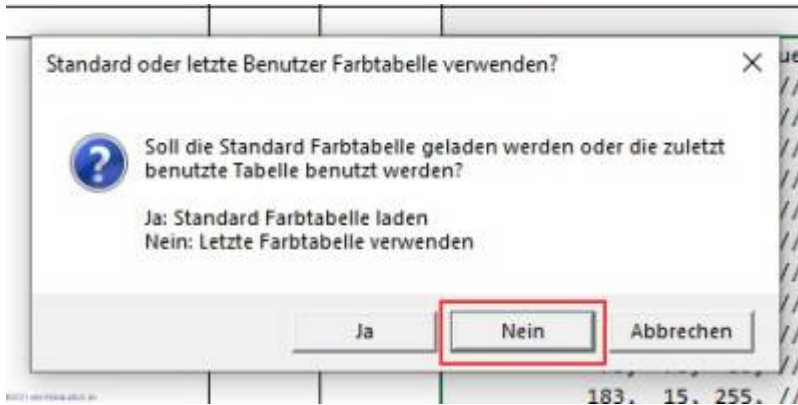 Standard oder letzte Benutzer Farbtabelle verwenden?
Soll die Standard Farbtabelle geladen werden oder die zuletzt
benutzte Tabelle benutzt werden?
Ja: Standard Farbtabelle laden
Nein: Letzte Farbtabelle verwenden
Ja
Nein
Abbrechen
183, 15, 255, //